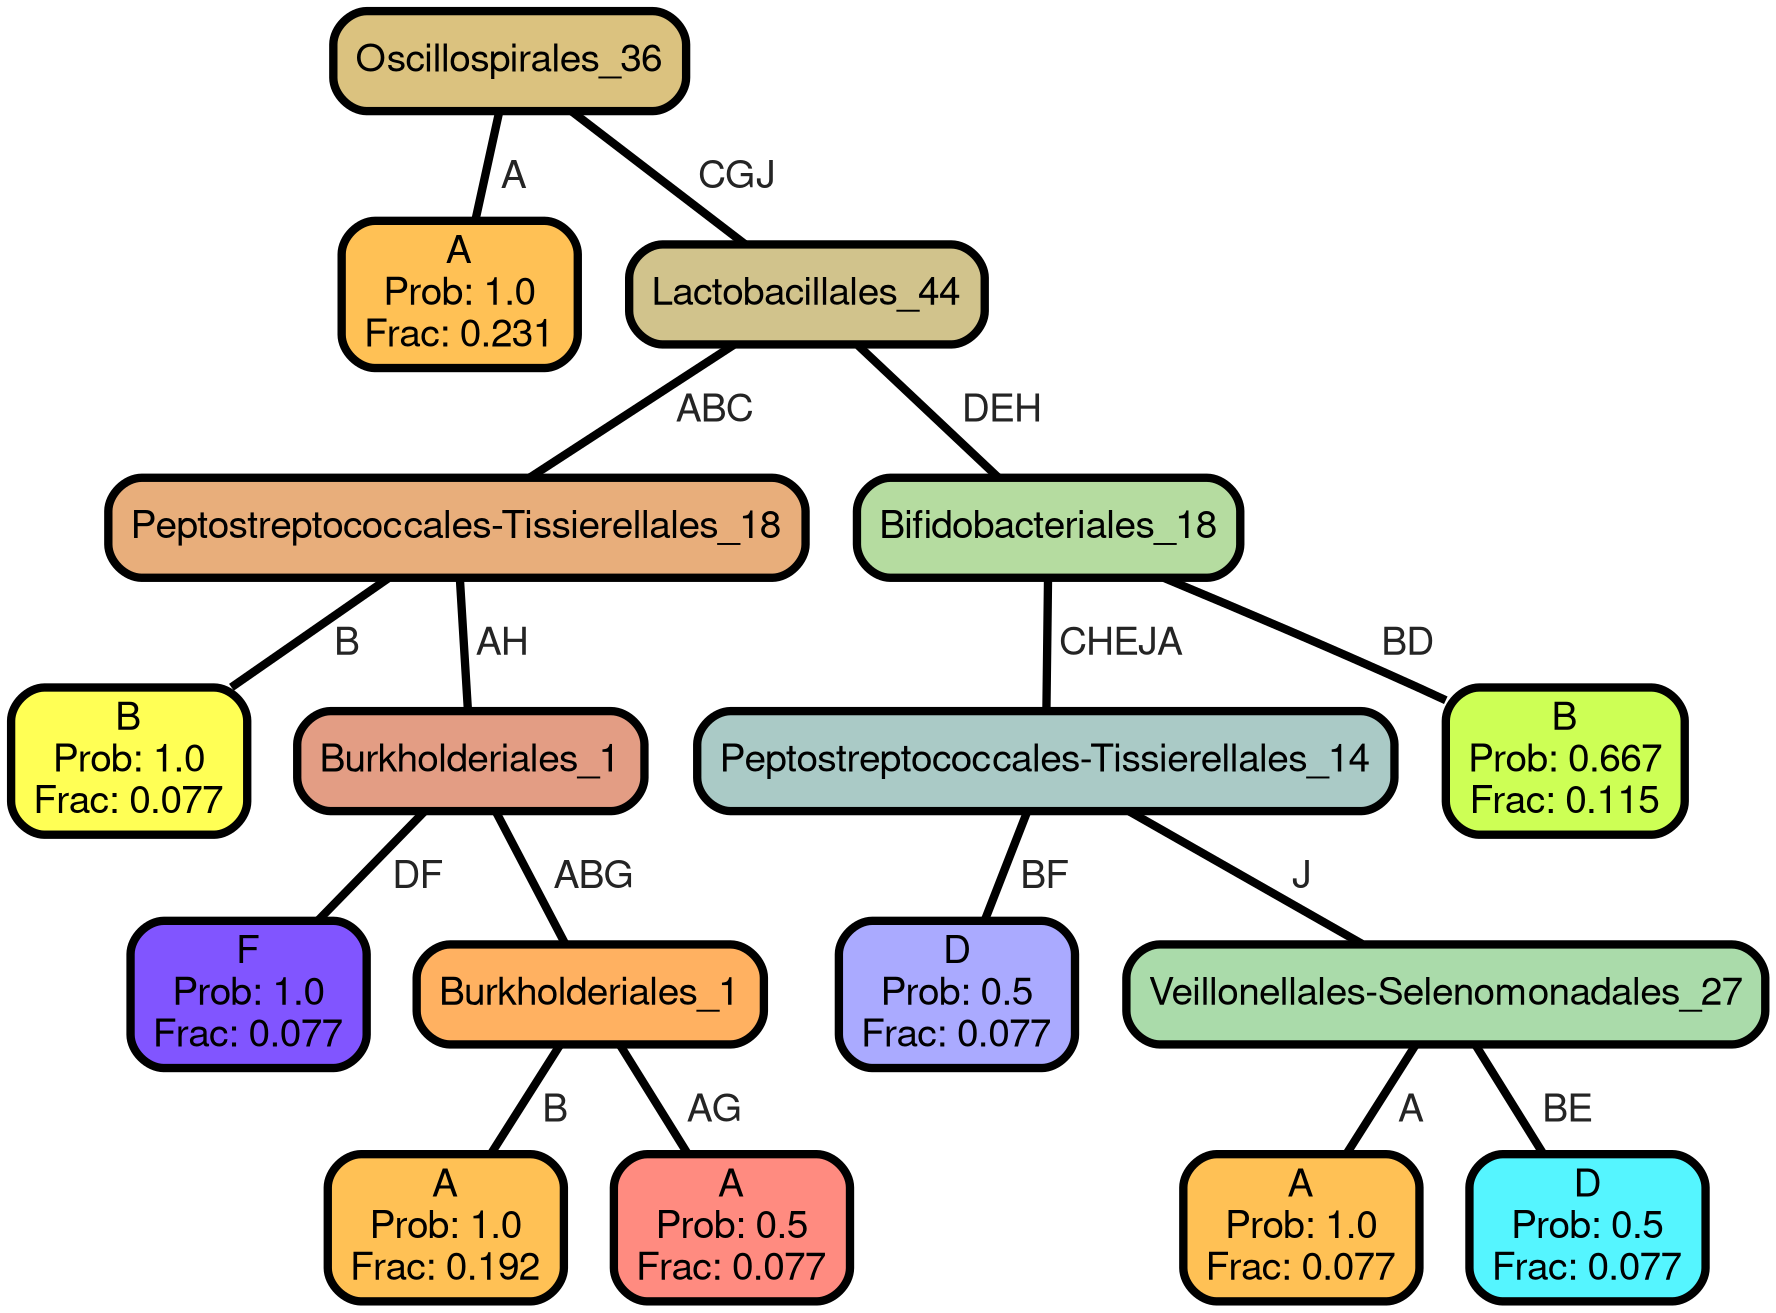 Oscillospirales_36
A
CGJ
A
Prob: 1.0
Frac: 0.231
Lactobacillales_44
ABC
DEH
Peptostreptococcales-Tissierellales_18
Bifidobacteriales_18
B
AH
CHEJA
BD
B
Prob: 1.0
Frac: 0.077
Burkholderiales_1
Peptostreptococcales-Tissierellales_14
B
Prob: 0.667
Frac: 0.115
DF
ABG
BF
J
F
Prob: 1.0
Frac: 0.077
Burkholderiales_1
D
Prob: 0.5
Frac: 0.077
Veillonellales-Selenomonadales_27
B
AG
A
BE
A
Prob: 1.0
Frac: 0.192
A
Prob: 0.5
Frac: 0.077
A
Prob: 1.0
Frac: 0.077
D
Prob: 0.5
Frac: 0.077